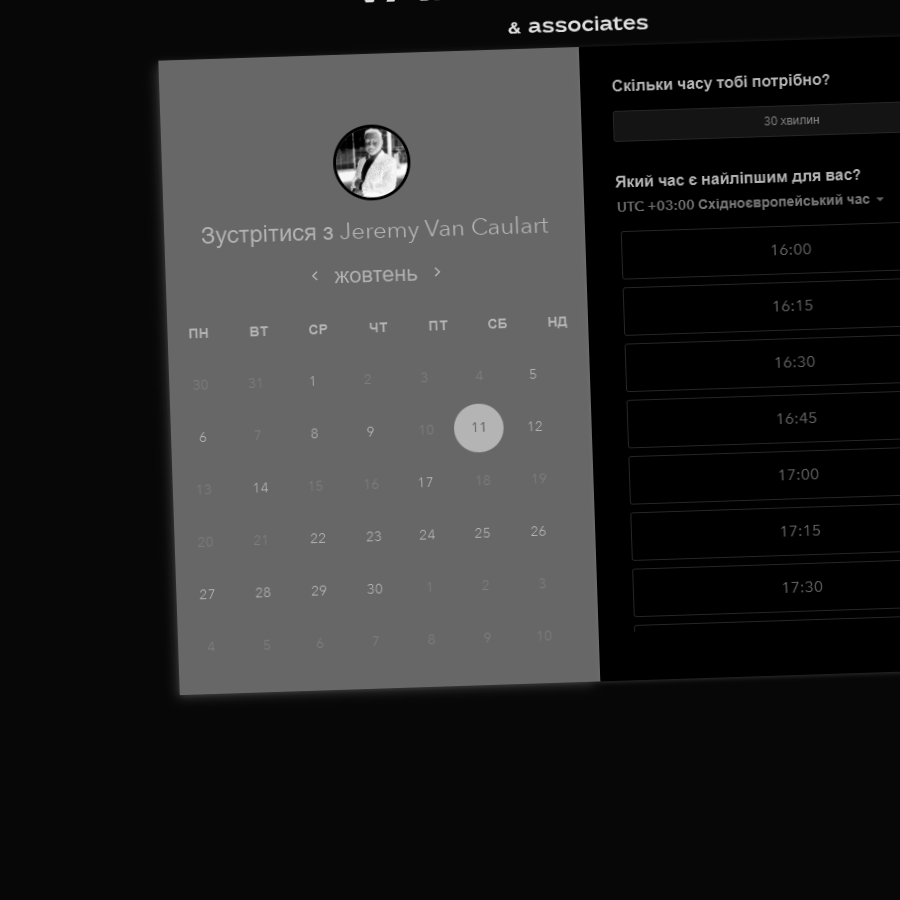 & associates
Зустрітися з Jeremy Van Caulart
‹ жовтень ›
ПН ВТ СР ЧТ ПТ СБ НД
30 31 1 2 3 4 5
6 7 8 9 10 11 12
13 14 15 16 17 18 19
20 21 22 23 24 25 26
27 28 29 30 1 2 3
4 5 6 7 8 9 10
Скільки часу тобі потрібно?
30 хвилин
Який час є найліпшим для вас?
UTC +03:00 Східноєвропейський час
16:00
16:15
16:30
16:45
17:00
17:15
17:30